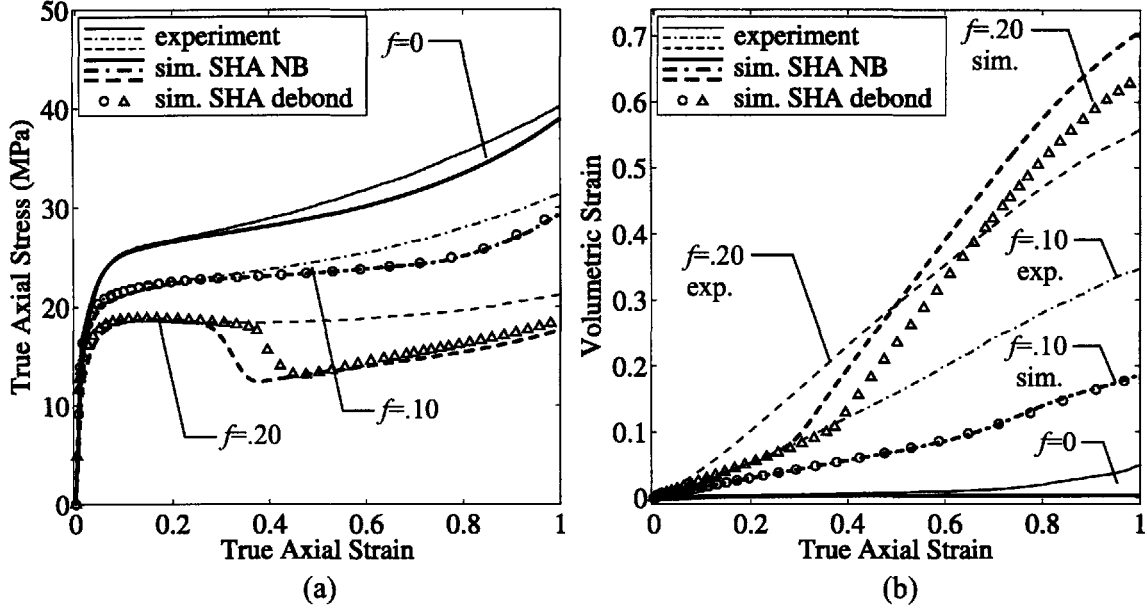 50
40
30
20
10
0
True Axial Stress (MPa)
experiment
sim. SHA NB
sim. SHA debond
f=0
f=.10
f=.20
0
0.2
0.4
0.6
0.8
1
True Axial Strain
(a)
0.7
0.6
0.5
0.4
0.3
0.2
0.1
0
Volumetric Strain
experiment
sim. SHA NB
sim. SHA debond
f=.20
sim.
f=.20
exp.
f=.10
exp.
f=.10
sim.
f=0
0
0.2
0.4
0.6
0.8
1
True Axial Strain
(b)